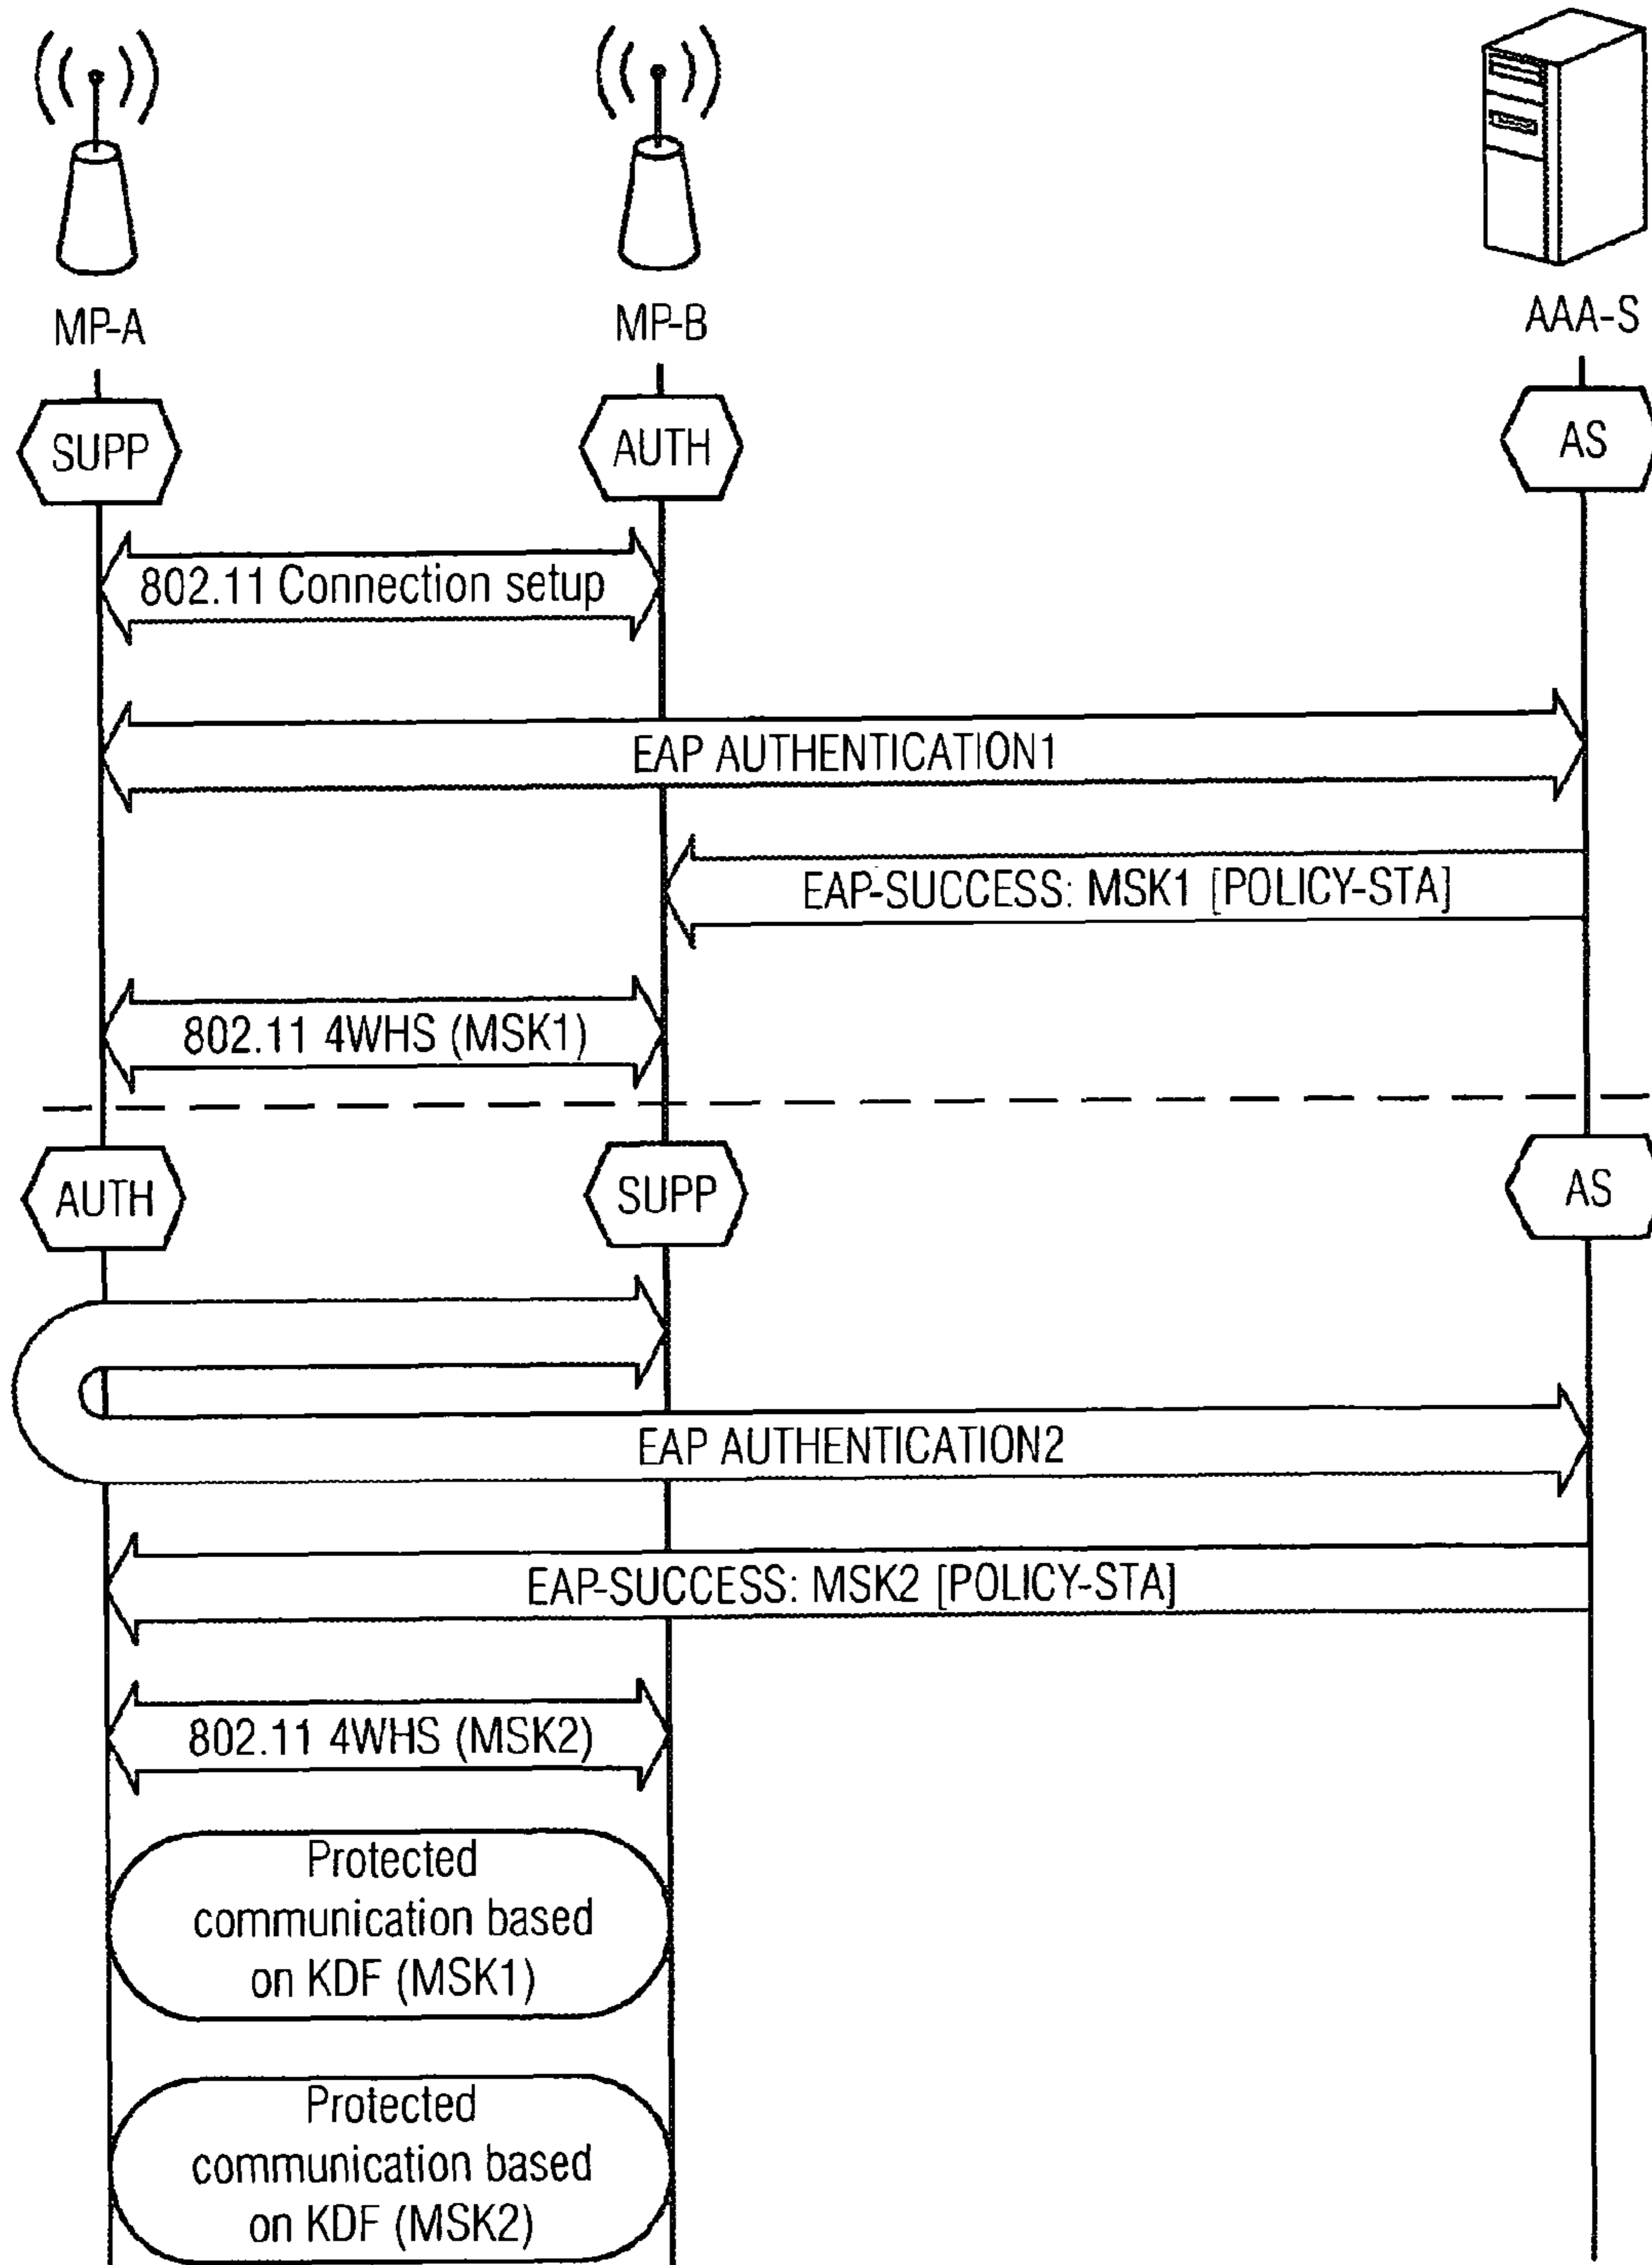 MP-A
MP-B
AAA-S
SUPP
AUTH
AS
802.11 Connection setup
EAP AUTHENTICATION1
EAP-SUCCESS: MSK1 [POLICY-STA]
802.11 4WHS (MSK1)
AUTH
SUPP
AS
EAP AUTHENTICATION2
EAP-SUCCESS: MSK2 [POLICY-STA]
802.11 4WHS (MSK2)
Protected
communication based
on KDF (MSK1)
Protected
communication based
on KDF (MSK2)